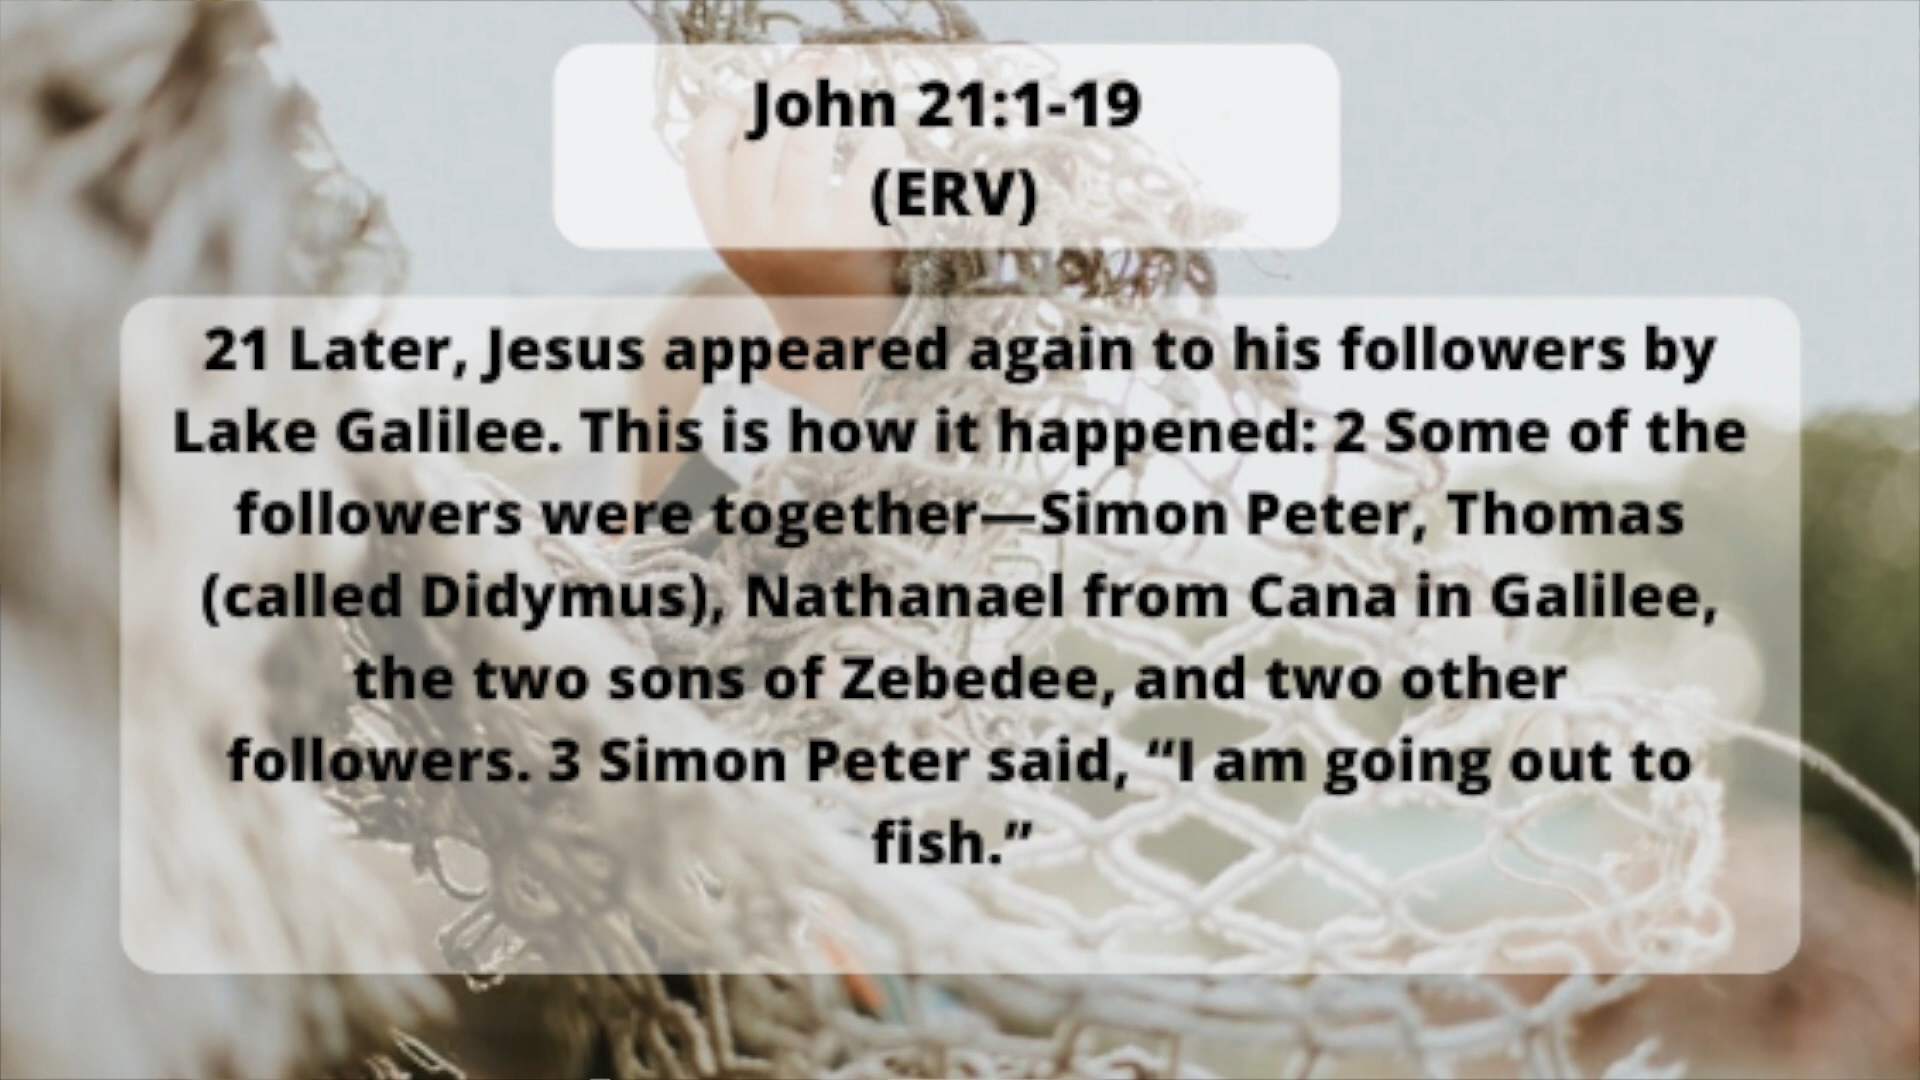 John 21:1-19
(ERV)
21 Later, Jesus appeared again to his followers by
Lake Galilee. This is how it happened: 2 Some of the
followers were together—Simon Peter, Thomas
(called Didymus), Nathanael from Cana in Galilee,
the two sons of Zebedee, and two other
followers. 3 Simon Peter said, “I am going out to
fish.”